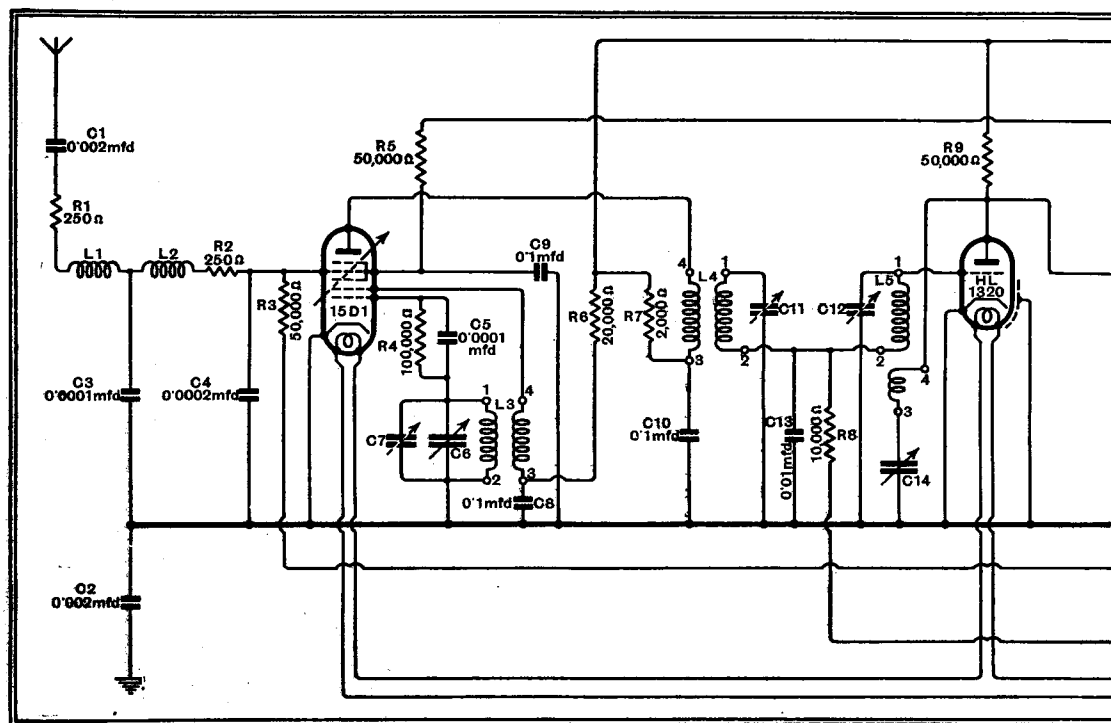 C1
0.002mfd
R1
250Ω
L1
L2
R2
250Ω
R3
50,000Ω
C3
0.0001mfd
C4
0.0002mfd
C2
0.002mfd
15D1
R4
100,000Ω
R5
50,000Ω
C5
0.0001
mfd
C9
0.1mfd
C7
C6
1
L3
4
2
3
0.1mfd
C8
R6
20,000Ω
R7
2,000Ω
4
L4
1
3
2
C10
0.1mfd
C11
C12
C13
0.01mfd
R8
10,000Ω
L5
1
2
4
3
C14
R9
50,000Ω
HL
1320